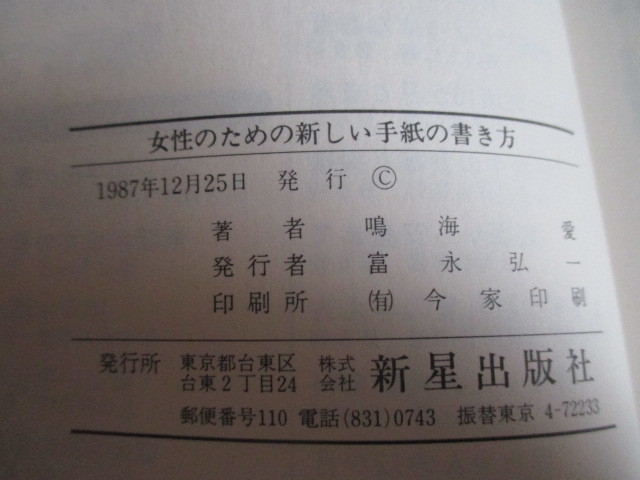 女性のための新しい手紙の書き方
1987年12月25日 発行 ©
著者 鳴海 愛
発行者 富永弘一
印刷所 (有)今家印刷
発行所 東京都台東区 株式 新星出版社
台東2丁目24 会社
郵便番号110 電話(831)0743 振替東京 4-72233